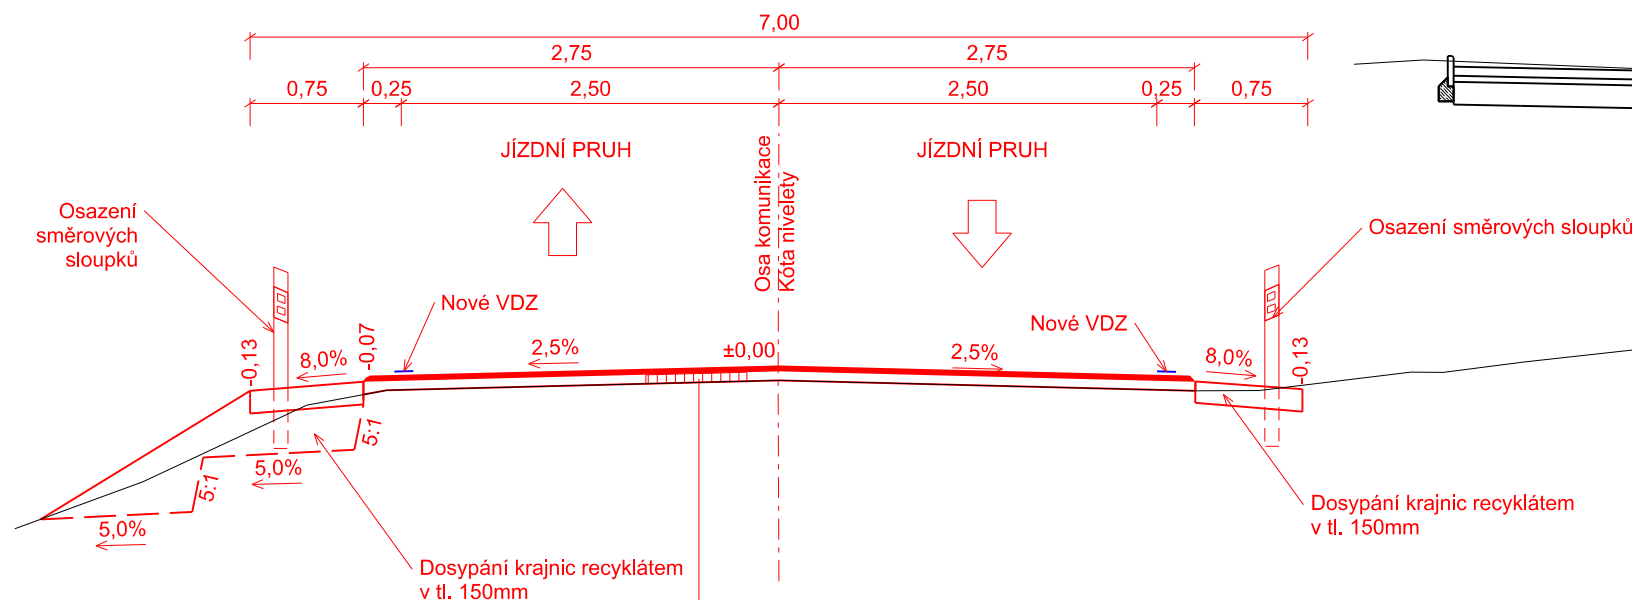 7,00
2,75
2,75
0,75
0,25
2,50
2,50
0,25
0,75
JÍZDNÍ PRUH
JÍZDNÍ PRUH
Osa komunikace
Kóta nivelety
Osazení
směrových
sloupků
Osazení směrových sloupků
Nové VDZ
Nové VDZ
-0,13
8,0%
-0,07
2,5%
±0,00
2,5%
8,0%
-0,13
5:1
5,0%
5:1
5,0%
Dosypání krajnic recyklátem
v tl. 150mm
Dosypání krajnic recyklátem
v tl. 150mm